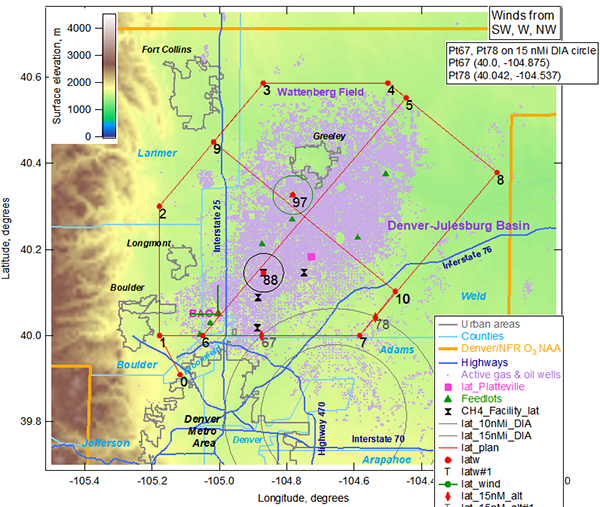 Winds from
SW, W, NW
Pt67, Pt78 on 15 nMi DIA circle
Pt67 (40.0, -104.875)
Pt78 (40.042, -104.537)
Surface elevation, m
4000
3000
2000
1000
0
Fort Collins
40.6
3
4
Wattenberg Field
5
Greeley
9
Larimer
40.4
8
97
2
Denver-Julesburg Basin
Interstate 25
Latitude, degrees
Longmont
40.2
Interstate 76
88
Boulder
10
Weld
BAO
78
40.0
1
6
67
7
Adams
Boulder
Broomfield
0
39.8
Denver
Metro
Area
Jefferson
Denver
Highway 470
Interstate 70
Arapahoe
Urban areas
Counties
Denver/NFR O3 NAA
Highways
Active gas & oil wells
lat_Platteville
Feedlots
CH4_Facility_lat
lat_10nMi_DIA
lat_15nMi_DIA
lat_plan
latw
latw#1
lat_wind
lat_15nM_alt
lat_15nM_alt#1
-105.4
-105.2
-105.0
-104.8
-104.6
-104.4
0
Longitude, degrees